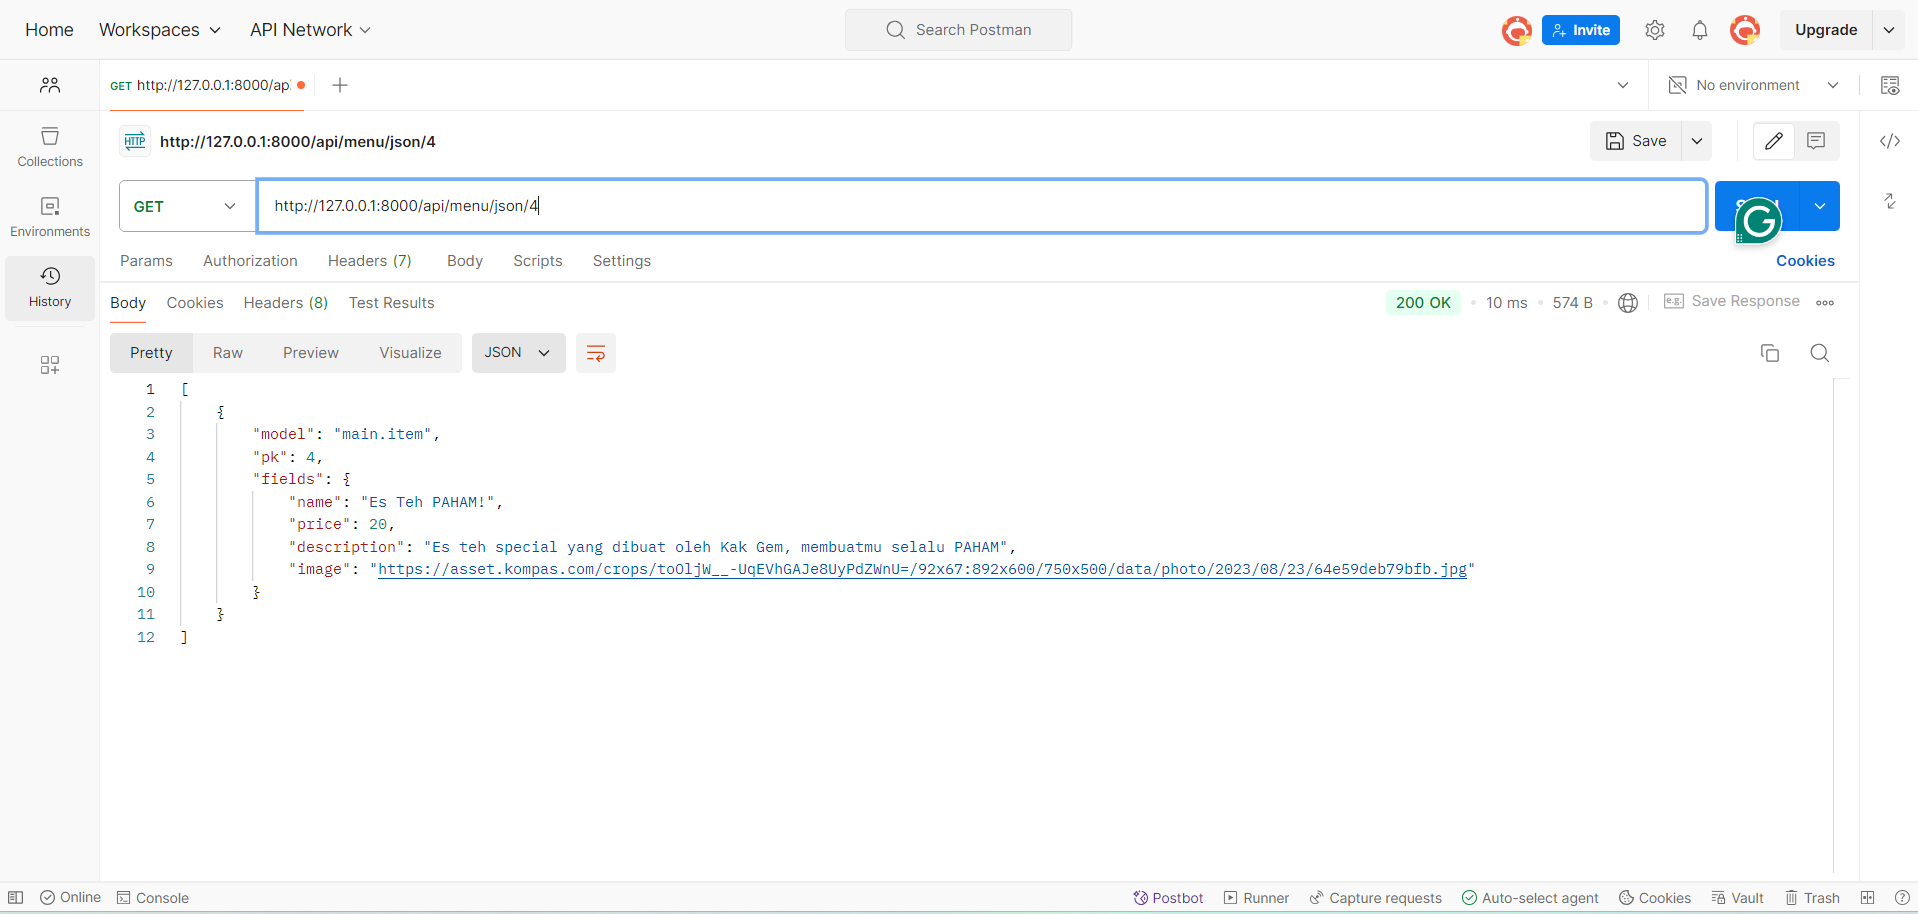 Home Workspaces API Network Search Postman Invite Upgrade
GET http://127.0.0.1:8000/ap No environment
HTTP http://127.0.0.1:8000/api/menu/json/4 Save
Collections
GET http://127.0.0.1:8000/api/menu/json/4
Environments
Params Authorization Headers (7) Body Scripts Settings Cookies
History
Body Cookies Headers (8) Test Results 200 OK 10 ms 574 B e.g. Save Response
Pretty Raw Preview Visualize JSON
1 [
2 {
3 "model": "main.item",
4 "pk": 4,
5 "fields": {
6 "name": "Es Teh PAHAM!",
7 "price": 20,
8 "description": "Es teh special yang dibuat oleh Kak Gem, membuatmu selalu PAHAM",
9 "image": "https://asset.kompas.com/crops/toOljW__-UqEVhGAJe8UyPdZWnU=/92x67:892x600/750x500/data/photo/2023/08/23/64e59deb79bfb.jpg"
10 }
11 }
12 ]
Online Console Postbot Runner Capture requests Auto-select agent Cookies Vault Trash